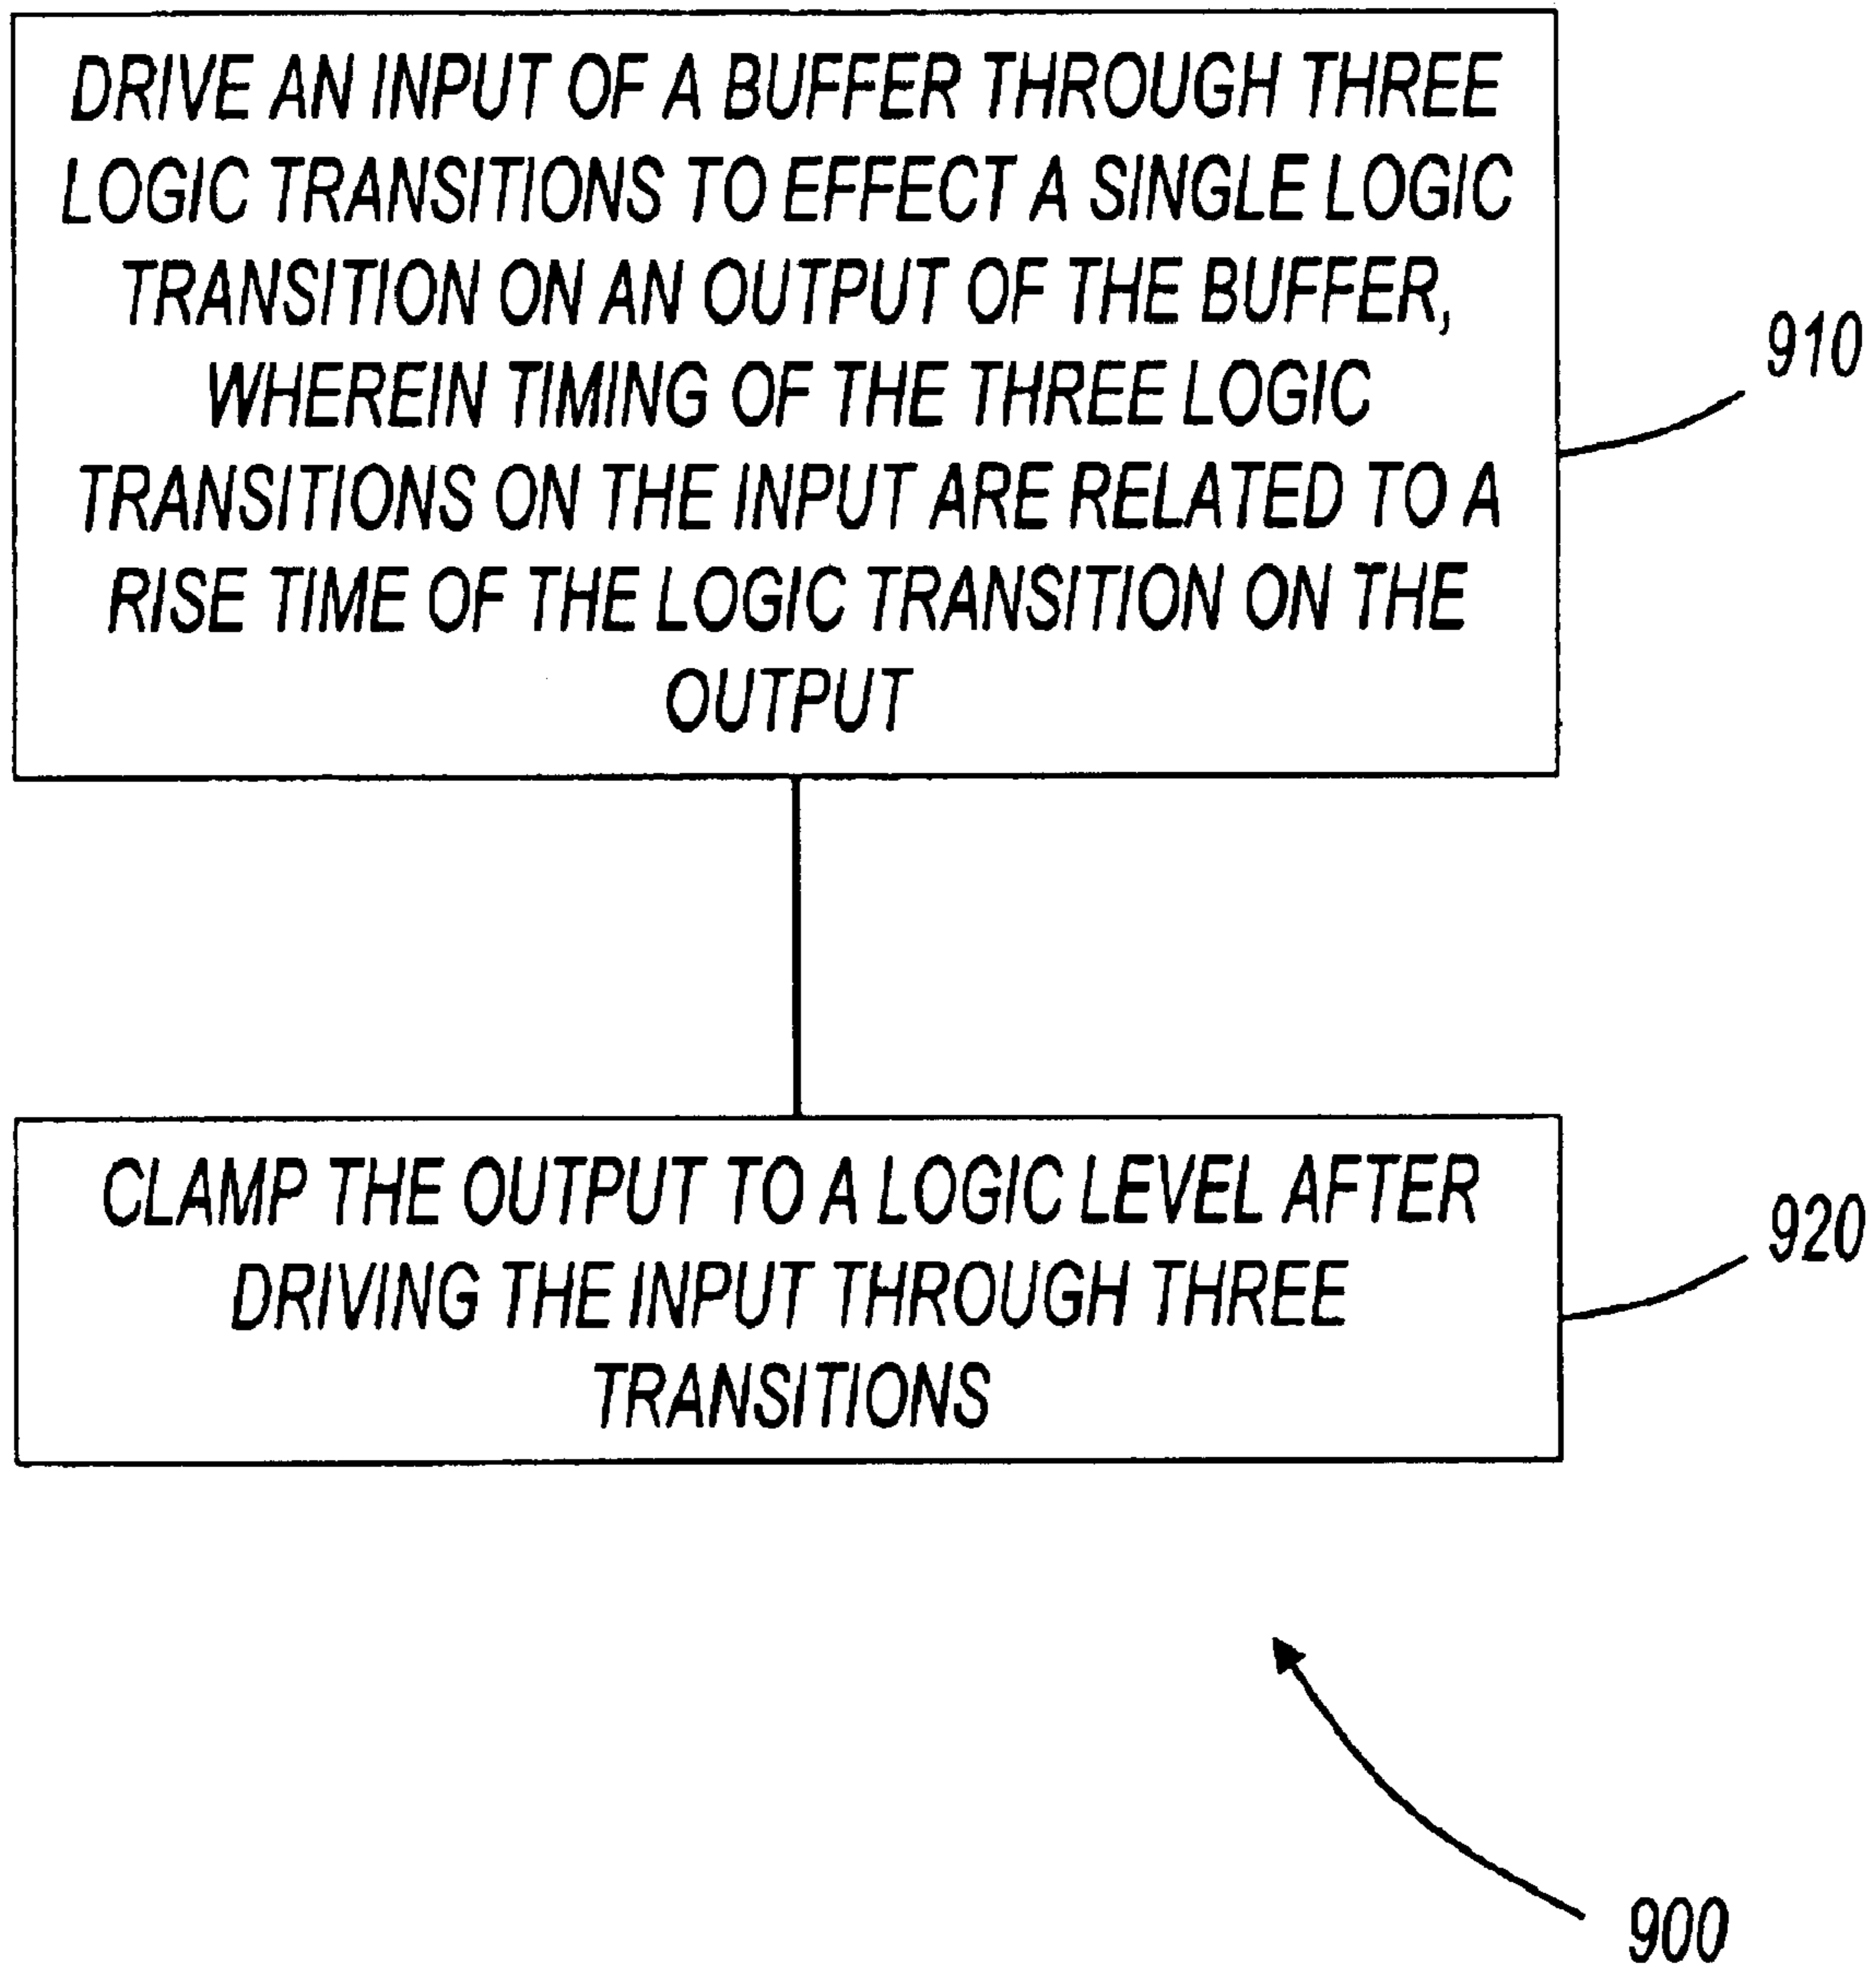 DRIVE AN INPUT OF A BUFFER THROUGH THREE
LOGIC TRANSITIONS TO EFFECT A SINGLE LOGIC
TRANSITION ON AN OUTPUT OF THE BUFFER,
WHEREIN TIMING OF THE THREE LOGIC
TRANSITIONS ON THE INPUT ARE RELATED TO A
RISE TIME OF THE LOGIC TRANSITION ON THE
OUTPUT
910
CLAMP THE OUTPUT TO A LOGIC LEVEL AFTER
DRIVING THE INPUT THROUGH THREE
TRANSITIONS
920
900